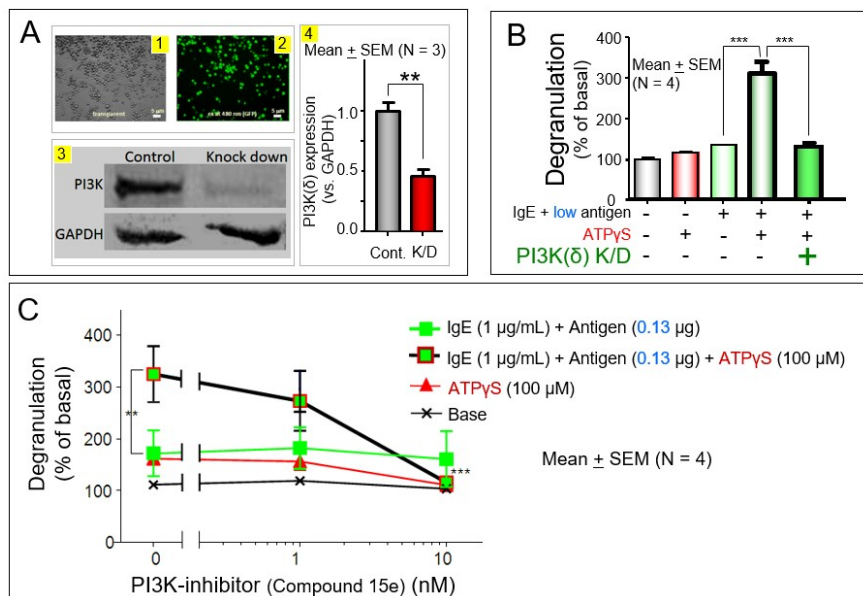 A
1
2
transparent
5 µm
5 µm
3
Control
Knock down
PI3K
GAPDH
4
Mean ± SEM (N = 3)
PI3K(δ) expression
(vs. GAPDH)
**
1.0
0.5
0.0
Cont. K/D
B
Degranulation
(% of basal)
Mean ± SEM
(N = 4)
*** ***
400
300
200
100
0
IgE + low antigen - - + + +
ATPγS - + - + +
PI3K(δ) K/D - - - - +
C
Degranulation
(% of basal)
400
300
200
100
0
**
***
0 1 10
PI3K-inhibitor (Compound 15e) (nM)
IgE (1 µg/mL) + Antigen (0.13 µg)
IgE (1 µg/mL) + Antigen (0.13 µg) + ATPγS (100 µM)
ATPγS (100 µM)
Base
Mean ± SEM (N = 4)